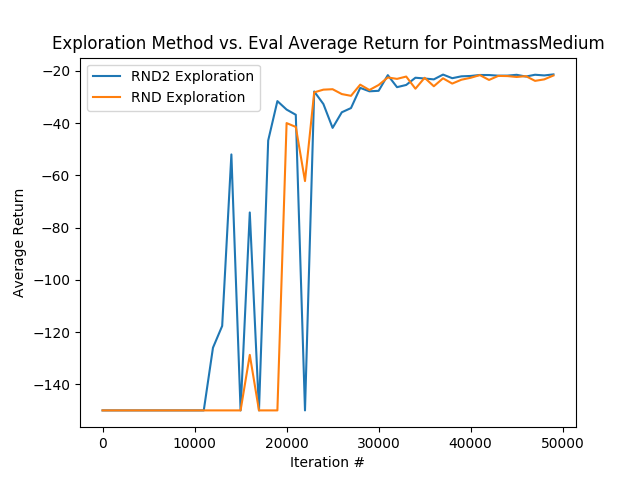 Exploration Method vs. Eval Average Return for PointmassMedium
RND2 Exploration
RND Exploration
Average Return
−20
−40
−60
−80
−100
−120
−140
0 10000 20000 30000 40000 50000
Iteration #